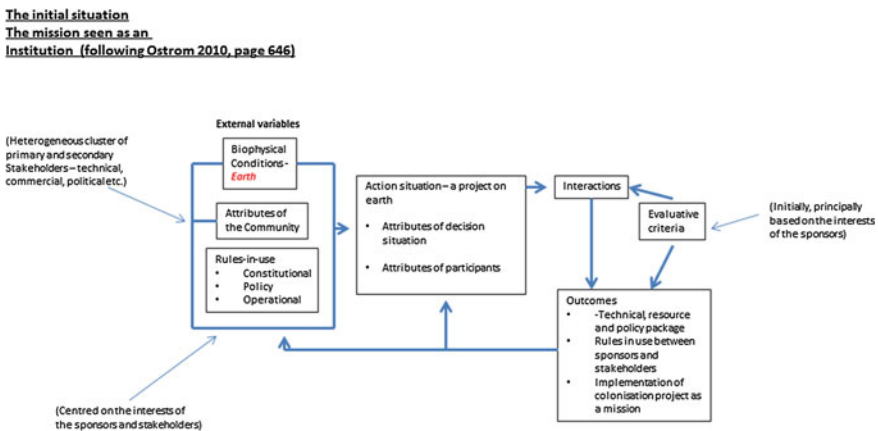 The initial situation
The mission seen as an
Institution (following Ostrom 2010, page 646)
External variables
(Heterogeneous cluster of
primary and secondary
Stakeholders – technical,
commercial, political etc.)
Biophysical
Conditions-
Earth
Attributes of
the Community
Rules-in-use
• Constitutional
• Policy
• Operational
Action situation – a project on
earth
• Attributes of decision
situation
• Attributes of participants
Interactions
Evaluative
criteria
(Initially, principally
based on the interests
of the sponsors)
Outcomes
• -Technical, resource
and policy package
• Rules in use between
sponsors and
stakeholders
• Implementation of
colonisation project as
a mission
(Centred on the interests of
the sponsors and stakeholders)